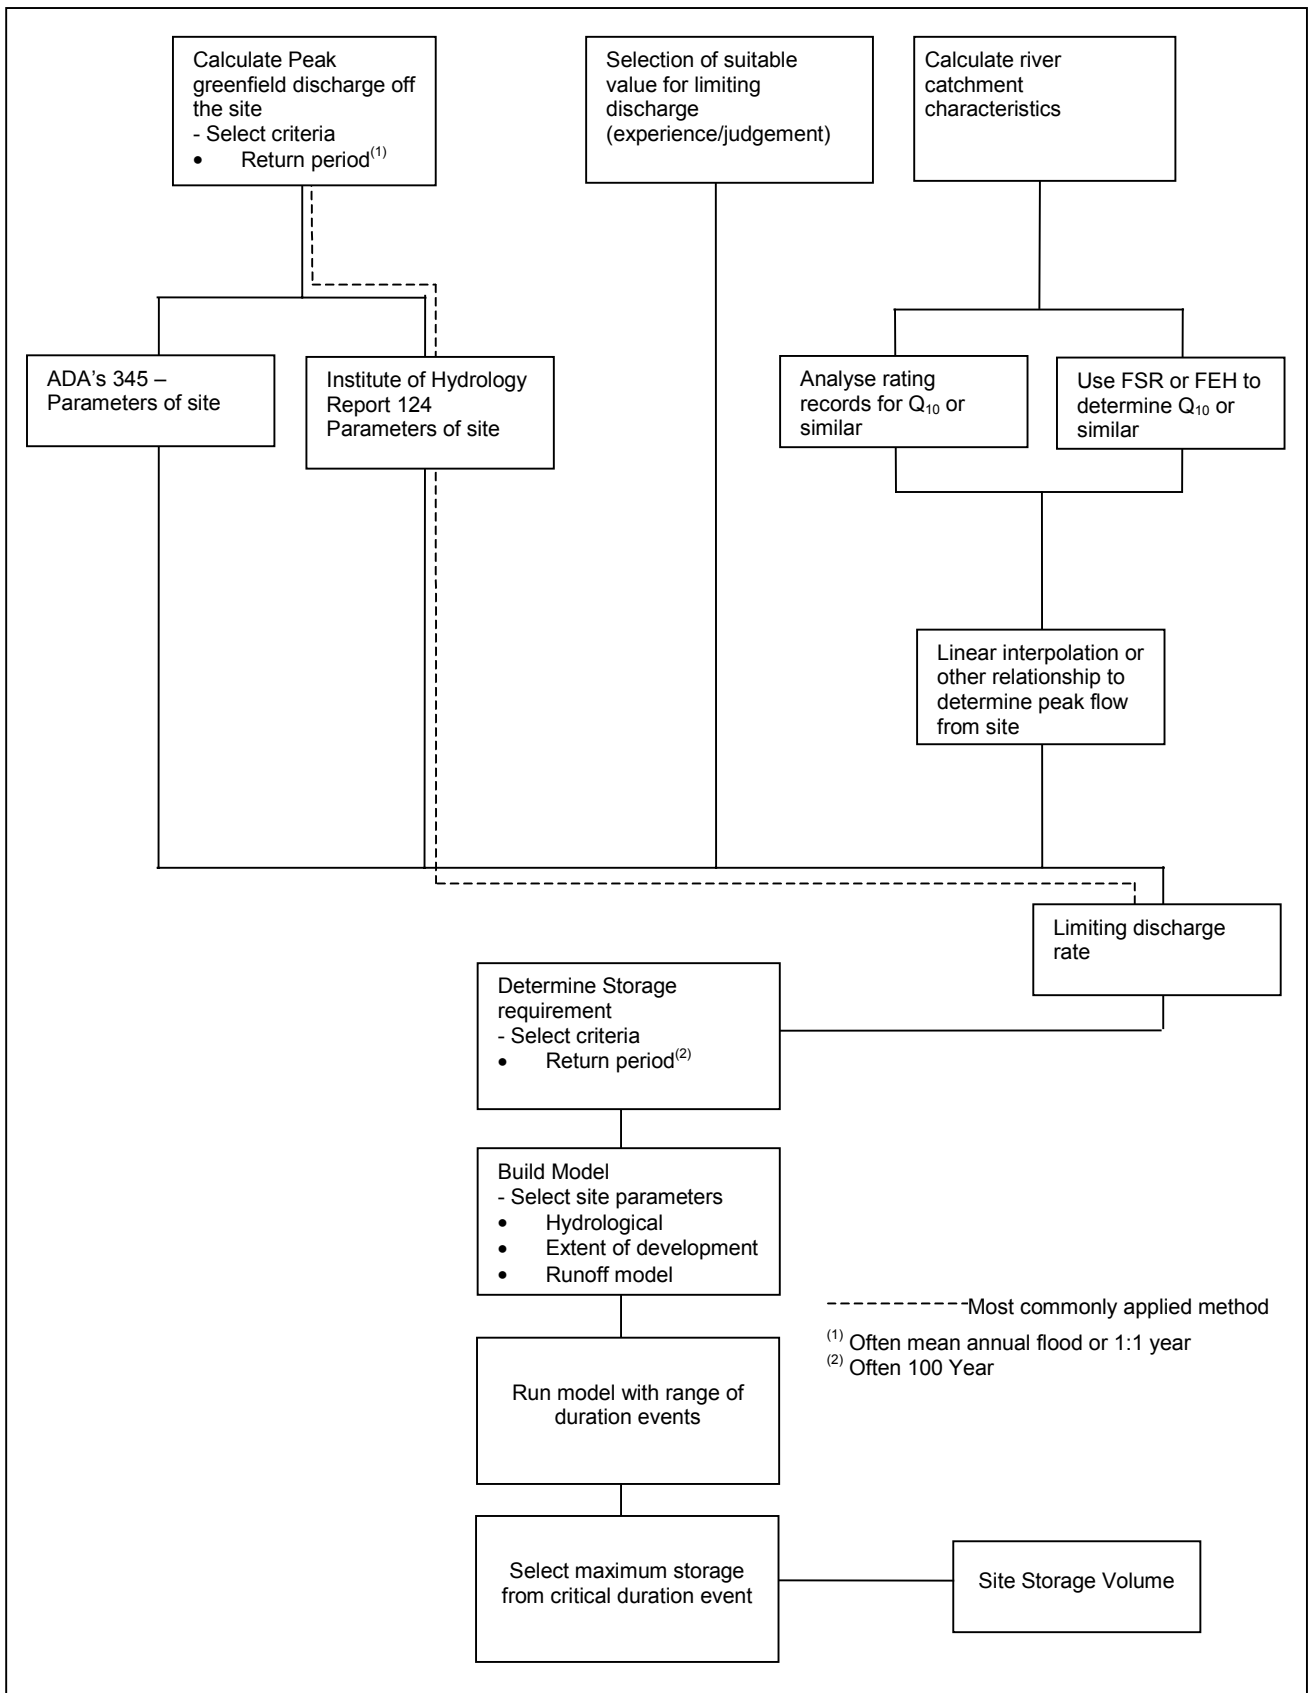 Calculate Peak
greenfield discharge off
the site
- Select criteria
• Return period(1)
Selection of suitable
value for limiting
discharge
(experience/judgement)
Calculate river
catchment
characteristics
ADA's 345 –
Parameters of site
Institute of Hydrology
Report 124
Parameters of site
Analyse rating
records for Q10 or
similar
Use FSR or FEH to
determine Q10 or
similar
Linear interpolation or
other relationship to
determine peak flow
from site
Limiting discharge
rate
Determine Storage
requirement
- Select criteria
• Return period(2)
Build Model
- Select site parameters
• Hydrological
• Extent of development
• Runoff model
Most commonly applied method
(1) Often mean annual flood or 1:1 year
(2) Often 100 Year
Run model with range of
duration events
Select maximum storage
from critical duration event
Site Storage Volume